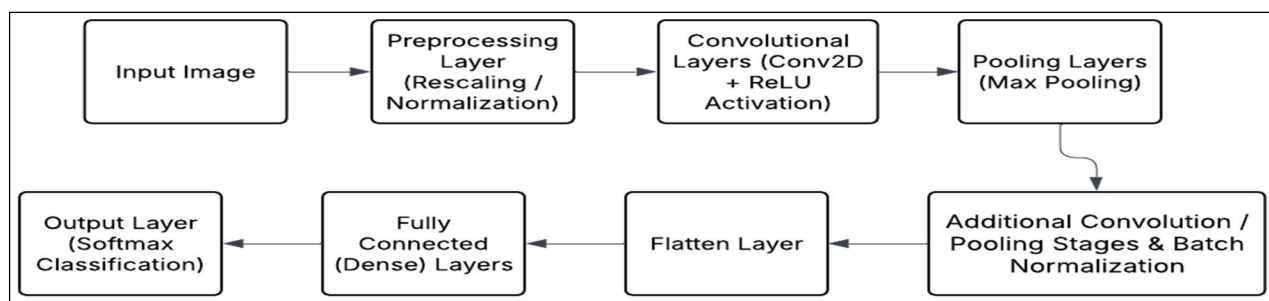 Input Image
Preprocessing
Layer
(Rescaling /
Normalization)
Convolutional
Layers (Conv2D
+ ReLU
Activation)
Pooling Layers
(Max Pooling)
Additional Convolution /
Pooling Stages & Batch
Normalization
Flatten Layer
Fully
Connected
(Dense) Layers
Output Layer
(Softmax
Classification)